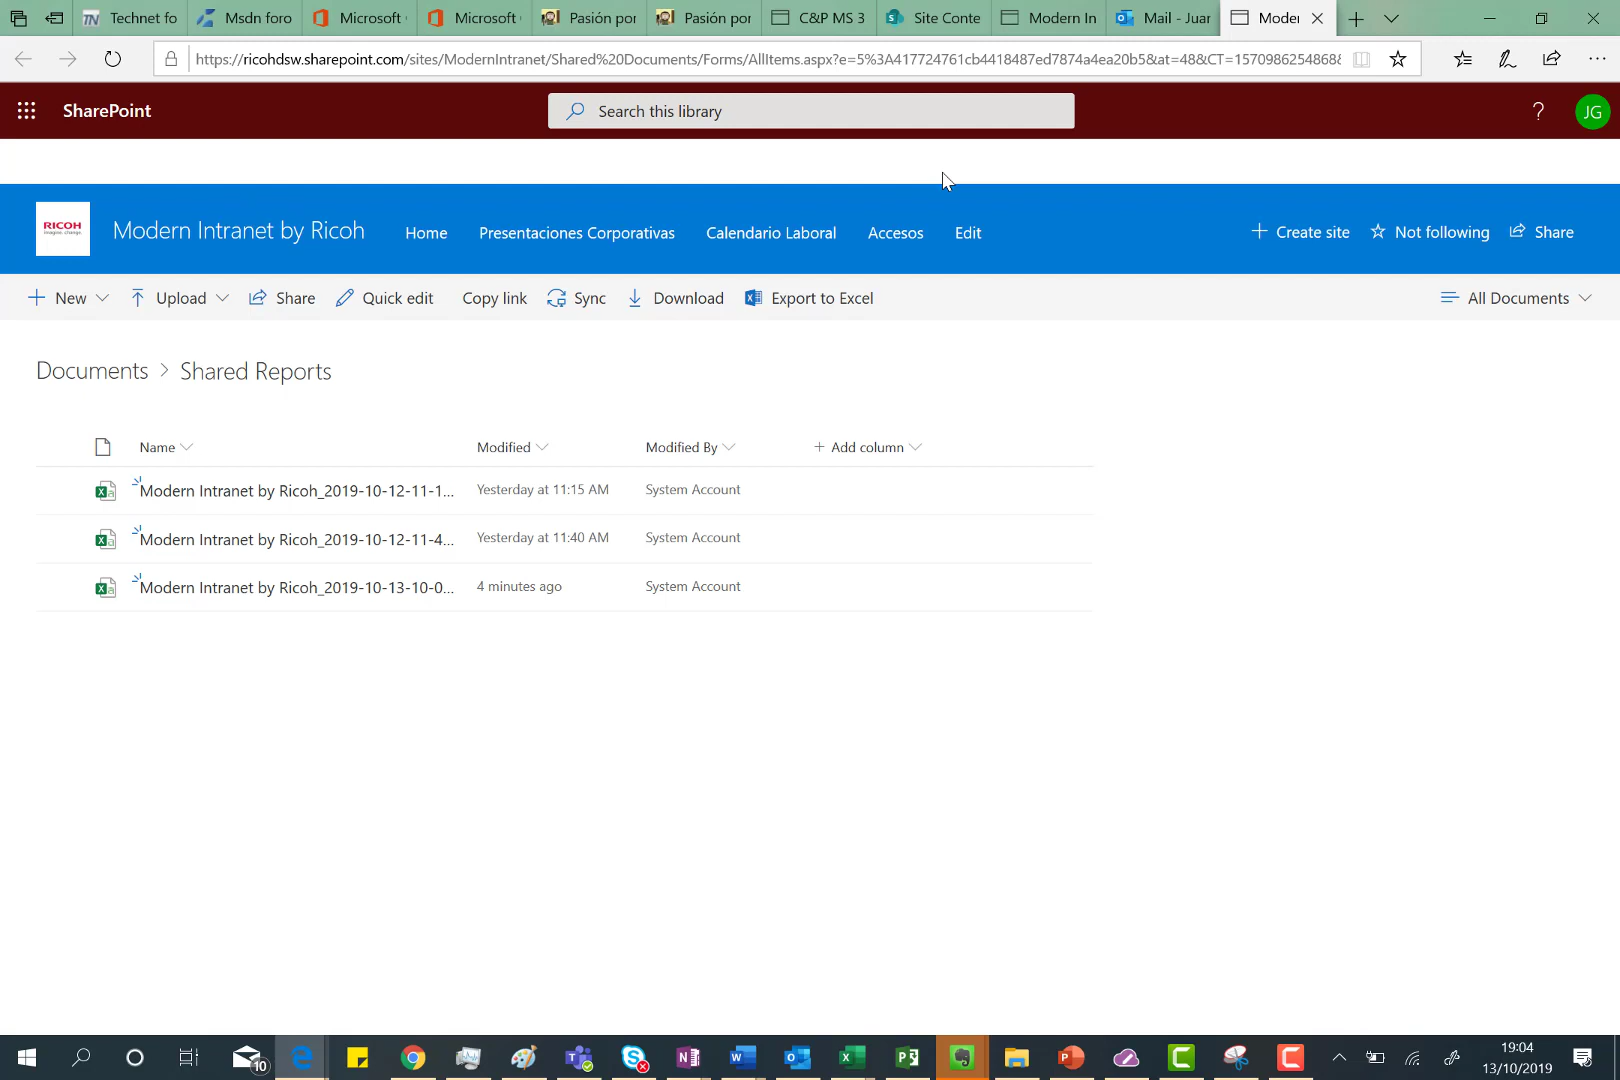 Technet fo
Msdn foro
Microsoft
Microsoft
Pasión por
Pasión por
C&P MS 3
Site Conte
Modern In
Mail - Juar
Moder
https://ricohdsw.sharepoint.com/sites/ModernIntranet/Shared%20Documents/Forms/AllItems.aspx?e=5%3A417724761cb4418487ed7874a4ea20b5&at=48&CT=1570986254868&
SharePoint
Search this library
?
JG
RICOH
imagine. change.
Modern Intranet by Ricoh
Home
Presentaciones Corporativas
Calendario Laboral
Accesos
Edit
Create site
Not following
Share
New
Upload
Share
Quick edit
Copy link
Sync
Download
Export to Excel
All Documents
Documents > Shared Reports
Name
Modified
Modified By
+ Add column
Modern Intranet by Ricoh_2019-10-12-11-1... Yesterday at 11:15 AM System Account
Modern Intranet by Ricoh_2019-10-12-11-4... Yesterday at 11:40 AM System Account
Modern Intranet by Ricoh_2019-10-13-10-0... 4 minutes ago System Account
10
19:04
13/10/2019